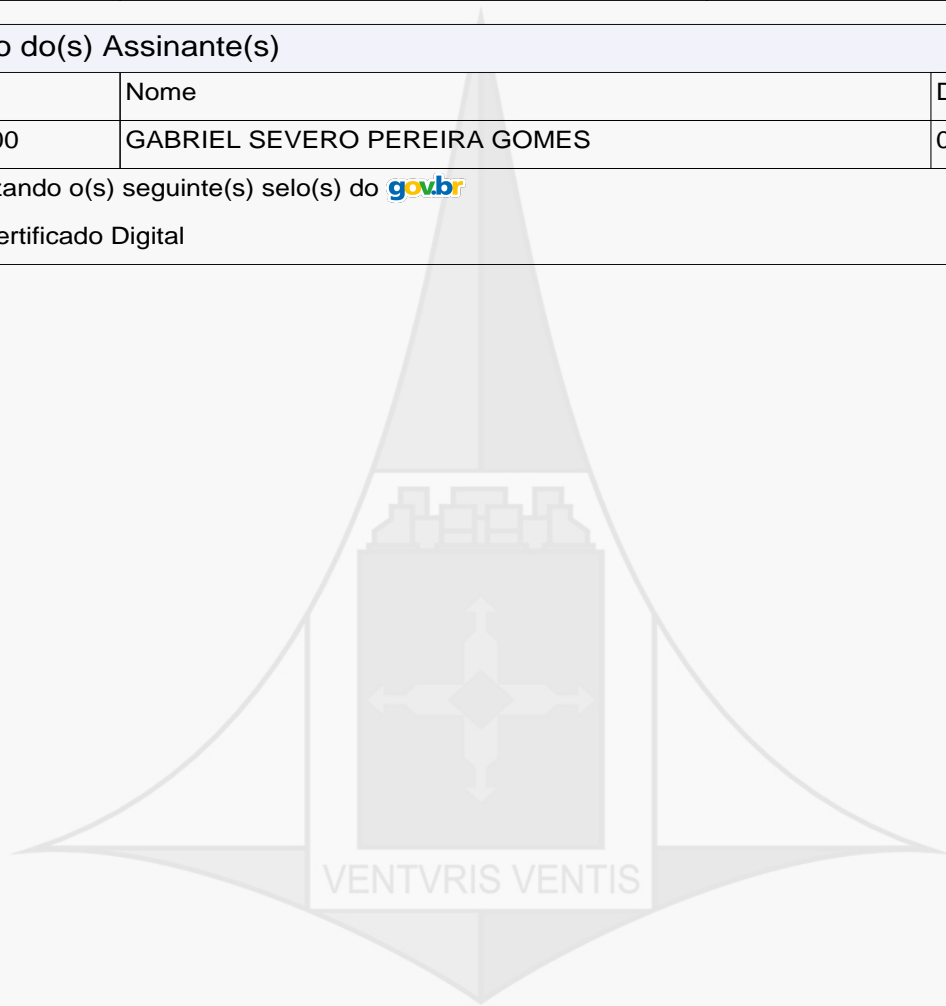 o do(s) Assinante(s)
Nome
00 GABRIEL SEVERO PEREIRA GOMES
tando o(s) seguinte(s) selo(s) do gov.br
ertificado Digital
VENTVRIS VENTIS